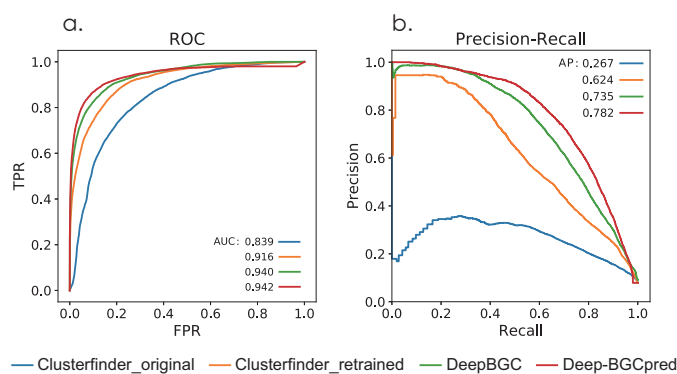 a.
ROC
1.0
0.8
0.6
0.4
0.2
0.0
TPR
AUC: 0.839
0.916
0.940
0.942
0.0 0.2 0.4 0.6 0.8 1.0
FPR
b.
Precision-Recall
1.0
0.8
0.6
0.4
0.2
0.0
Precision
AP: 0.267
0.624
0.735
0.782
0.0 0.2 0.4 0.6 0.8 1.0
Recall
Clusterfinder_original Clusterfinder_retrained DeepBGC Deep-BGCpred